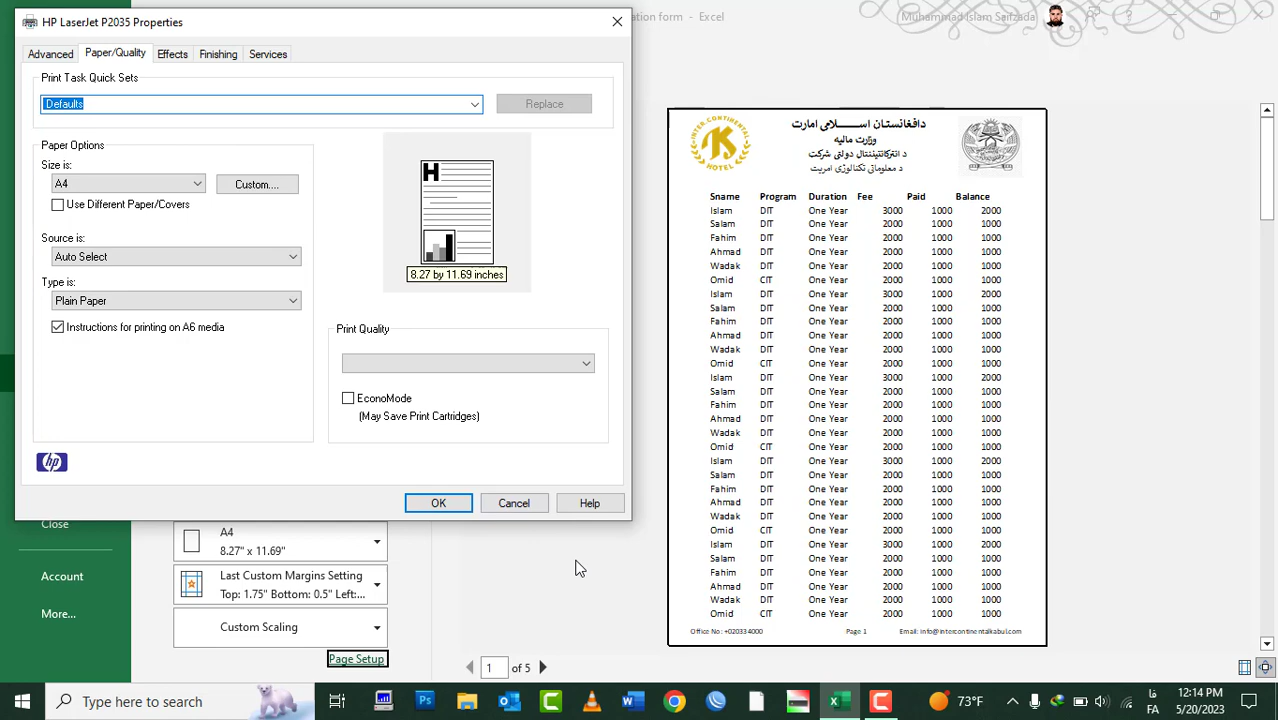 HP LaserJet P2035 Properties
ation form - Excel
Muhammad Islam Saifzada
?
Advanced
Paper/Quality
Effects
Finishing
Services
Print Task Quick Sets
Defaults
Replace
Paper Options
Size is:
A4
Custom....
Use Different Paper/Covers
Source is:
Auto Select
Type is:
Plain Paper
Instructions for printing on A6 media
H
8.27 by 11.69 inches
Print Quality
EconoMode
(May Save Print Cartridges)
hp
OK
Cancel
Help
Close
Account
More...
A4
8.27" x 11.69"
Last Custom Margins Setting
Top: 1.75" Bottom: 0.5" Left:...
Custom Scaling
Page Setup
INTER CONTINENTAL
K
HOTEL
دافغانستان اسلامی امارت
وزارت مالیه
د انترکانتیننتال دولتی شرکت
د معلوماتی تکنالوژی امریت
Sname Program Duration Fee Paid Balance
Islam DIT One Year 3000 1000 2000
Salam DIT One Year 2000 1000 1000
Fahim DIT One Year 2000 1000 1000
Ahmad DIT One Year 2000 1000 1000
Wadak DIT One Year 2000 1000 1000
Omid CIT One Year 2000 1000 1000
Islam DIT One Year 3000 1000 2000
Salam DIT One Year 2000 1000 1000
Fahim DIT One Year 2000 1000 1000
Ahmad DIT One Year 2000 1000 1000
Wadak DIT One Year 2000 1000 1000
Omid CIT One Year 2000 1000 1000
Islam DIT One Year 3000 1000 2000
Salam DIT One Year 2000 1000 1000
Fahim DIT One Year 2000 1000 1000
Ahmad DIT One Year 2000 1000 1000
Wadak DIT One Year 2000 1000 1000
Omid CIT One Year 2000 1000 1000
Islam DIT One Year 3000 1000 2000
Salam DIT One Year 2000 1000 1000
Fahim DIT One Year 2000 1000 1000
Ahmad DIT One Year 2000 1000 1000
Wadak DIT One Year 2000 1000 1000
Omid CIT One Year 2000 1000 1000
Islam DIT One Year 3000 1000 2000
Salam DIT One Year 2000 1000 1000
Fahim DIT One Year 2000 1000 1000
Ahmad DIT One Year 2000 1000 1000
Wadak DIT One Year 2000 1000 1000
Omid CIT One Year 2000 1000 1000
Office No: +020334000 Page 1 Email: info@intercontinentalkabul.com
1 of 5
Type here to search
73°F
فا
FA
12:14 PM
5/20/2023